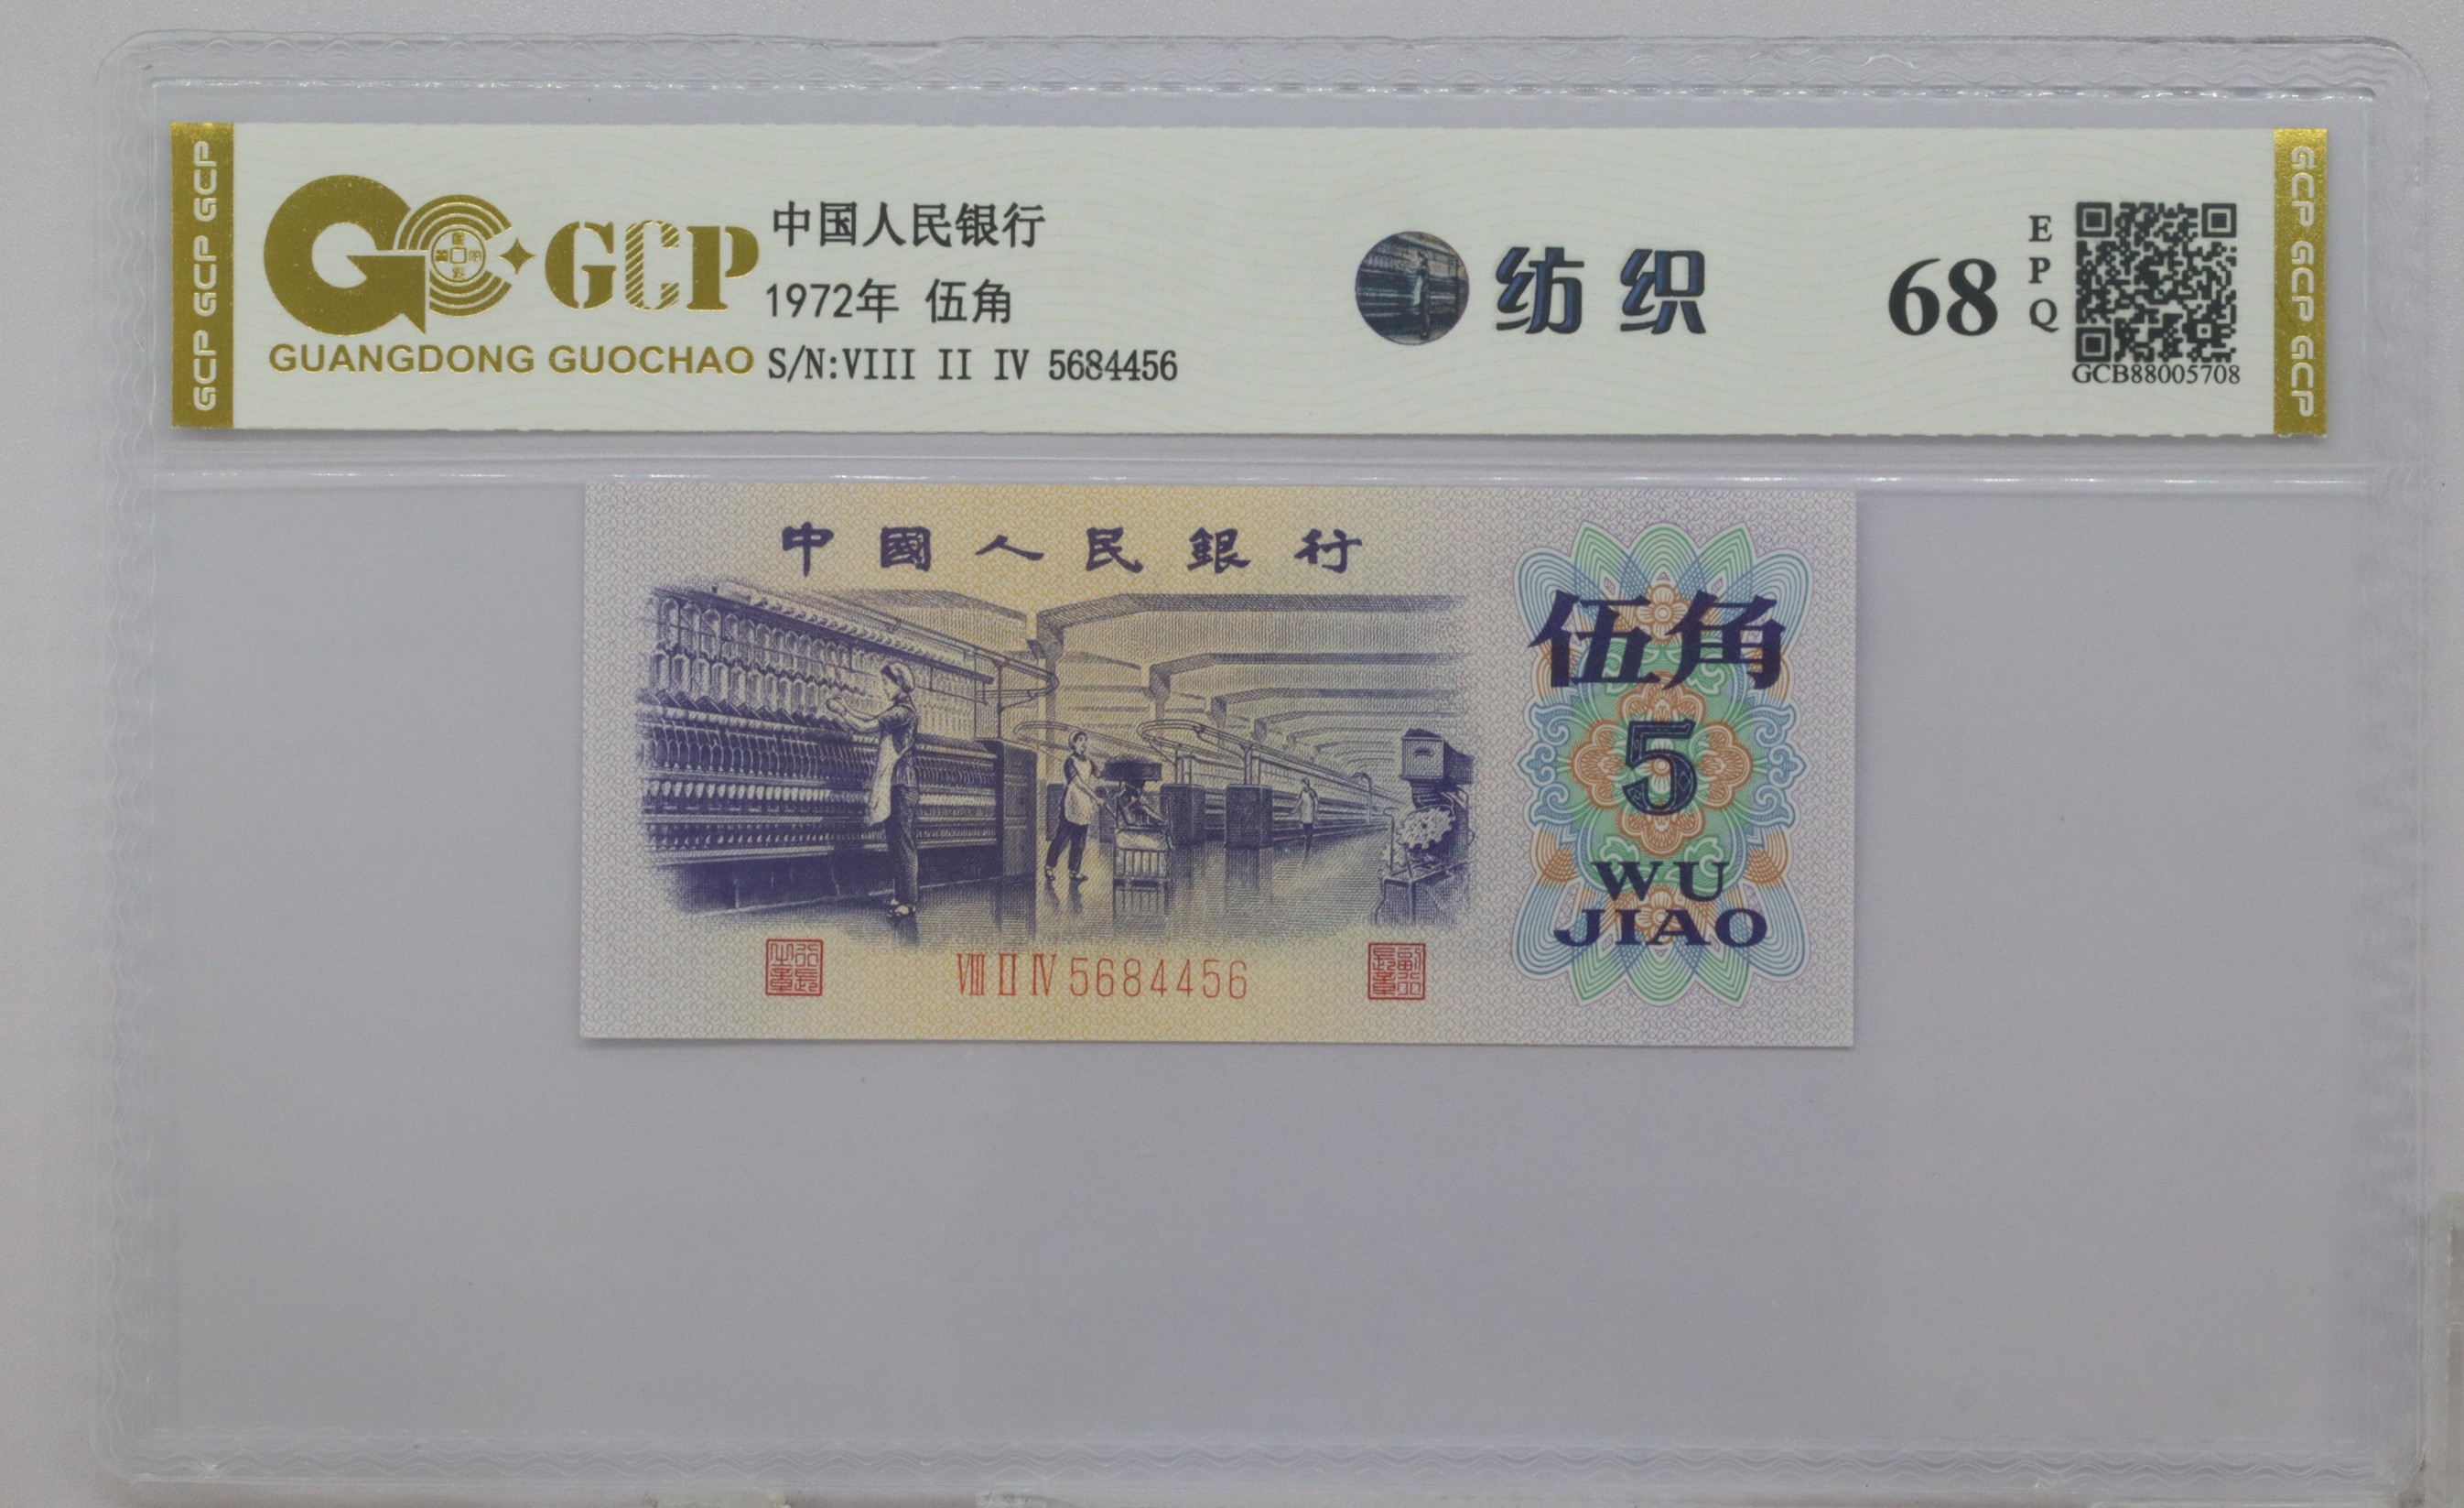 GCP GCP GCP
GCP
GUANGDONG GUOCHAO
中国人民银行
1972年 伍角
S/N:VIII II IV 5684456
纺织
68
EPQ
GCB88005708
GCP GCP GCP
中國人民銀行
伍角
5
WU
JIAO
VIII II IV 5684456